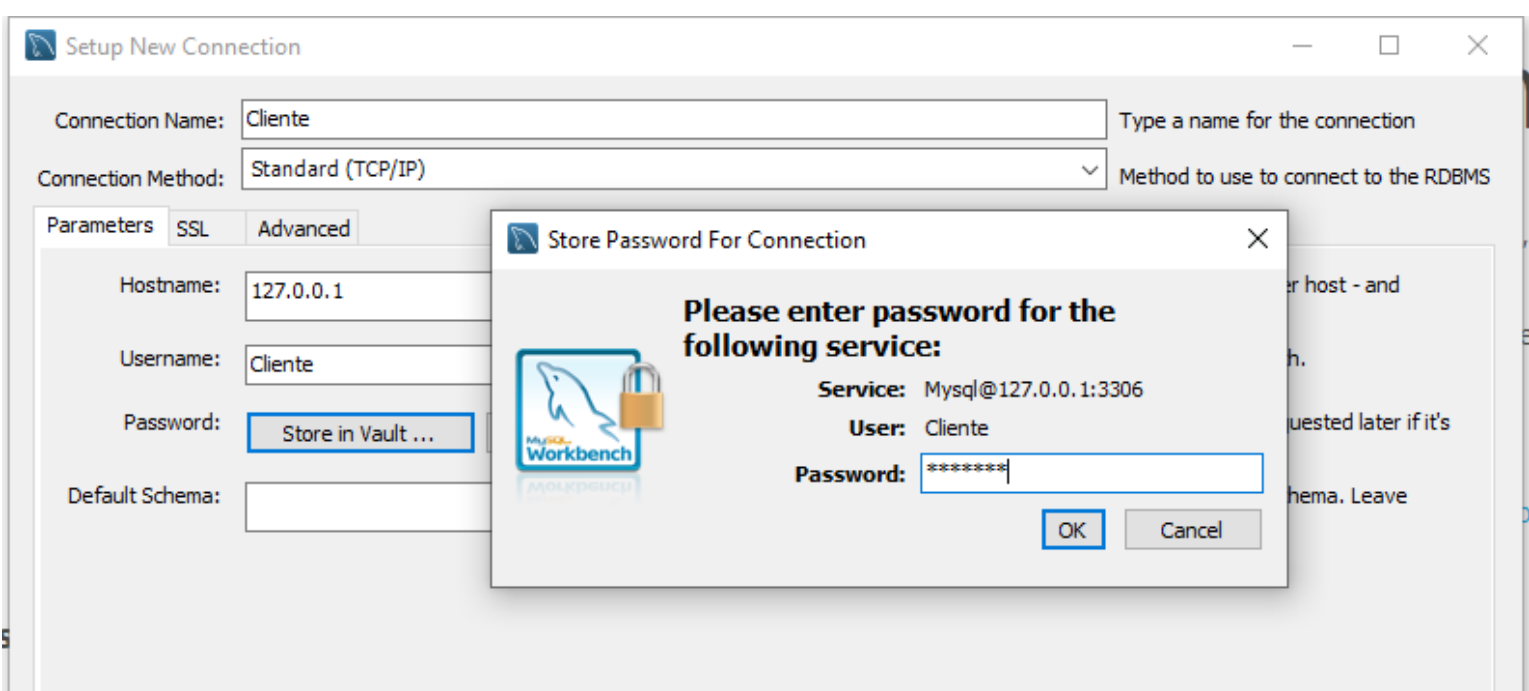 Setup New Connection
Connection Name: Cliente Type a name for the connection
Connection Method: Standard (TCP/IP) Method to use to connect to the RDBMS
Parameters SSL Advanced
Store Password For Connection
Hostname: 127.0.0.1 host - and
Please enter password for the
following service:
Username: Cliente
Service: Mysql@127.0.0.1:3306
User: Cliente
Password: Store in Vault ... later if it's
Password: *******
MySQL
Workbench
Default Schema: Leave
OK Cancel